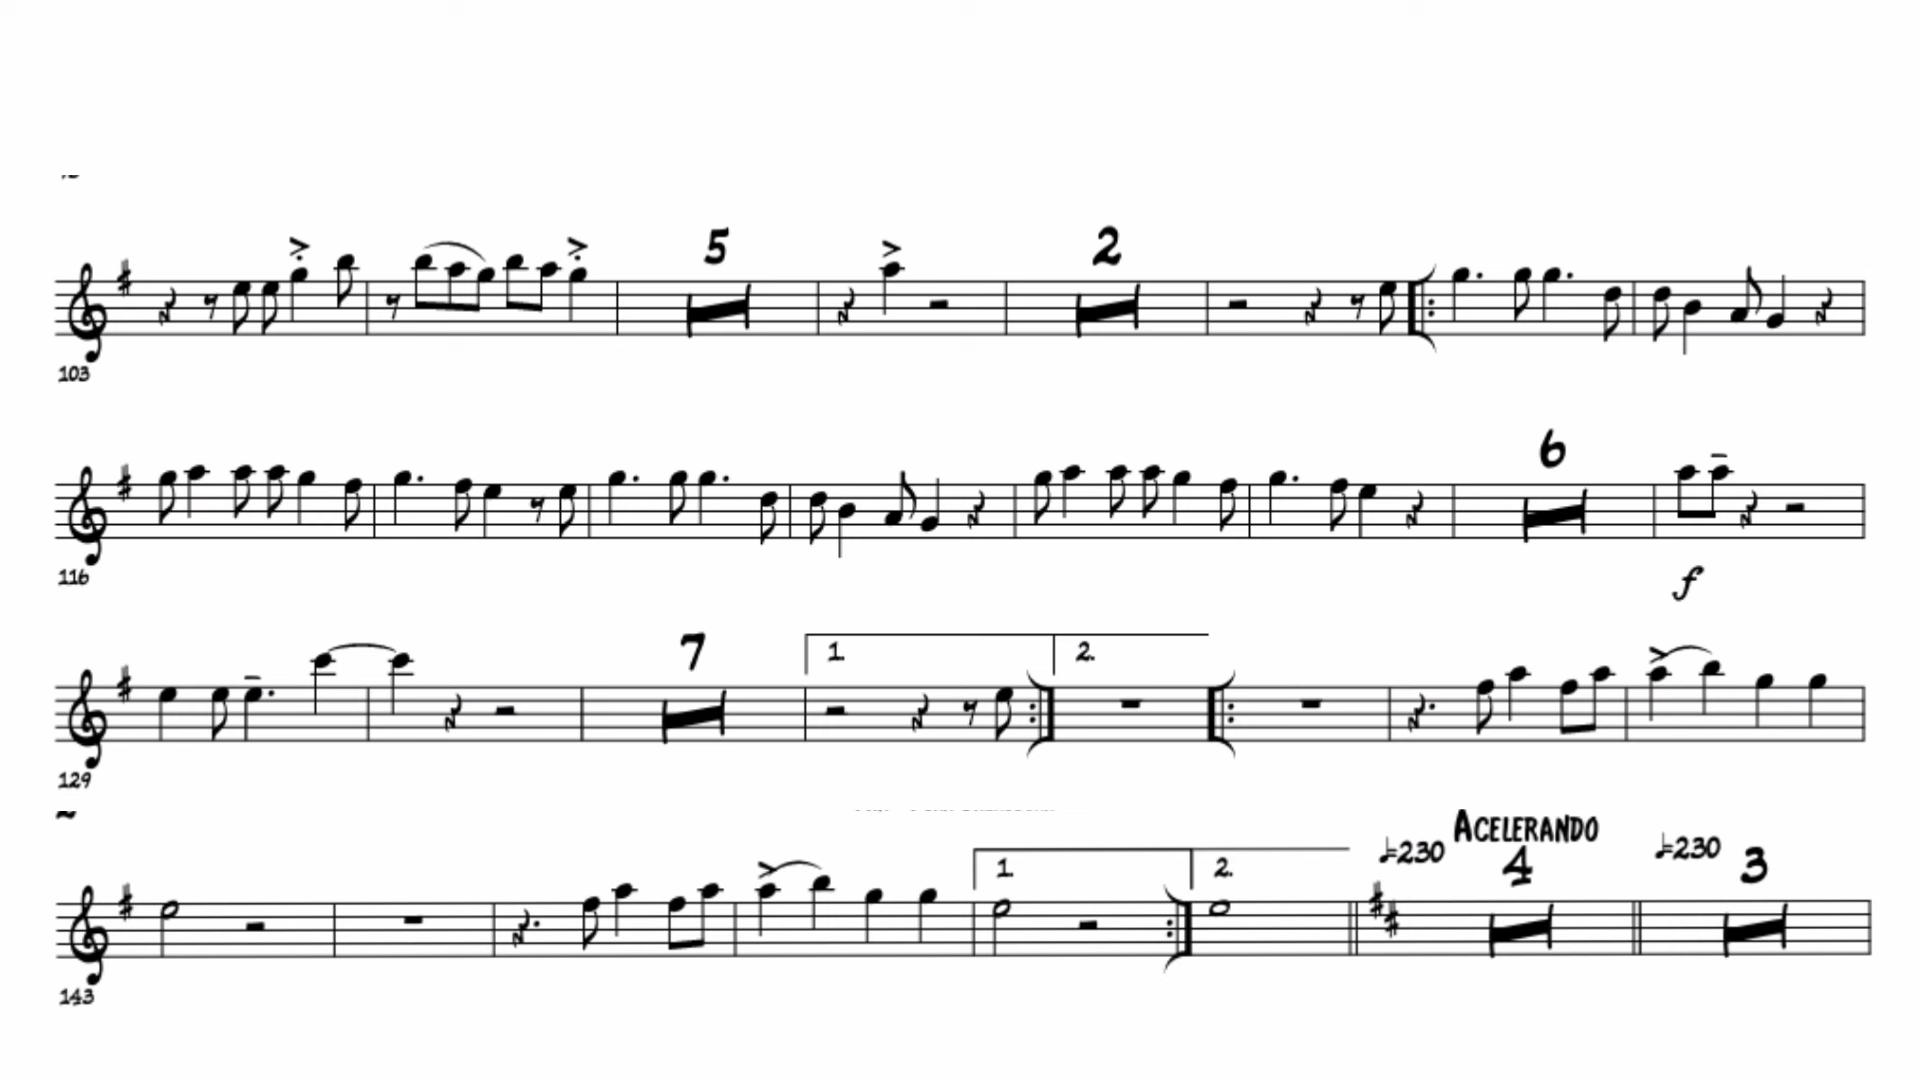 5 2
103
6
116
f
7 1. 2.
129
ACELERANDO
1. 2. ♩=230 4 ♩=230 3
143